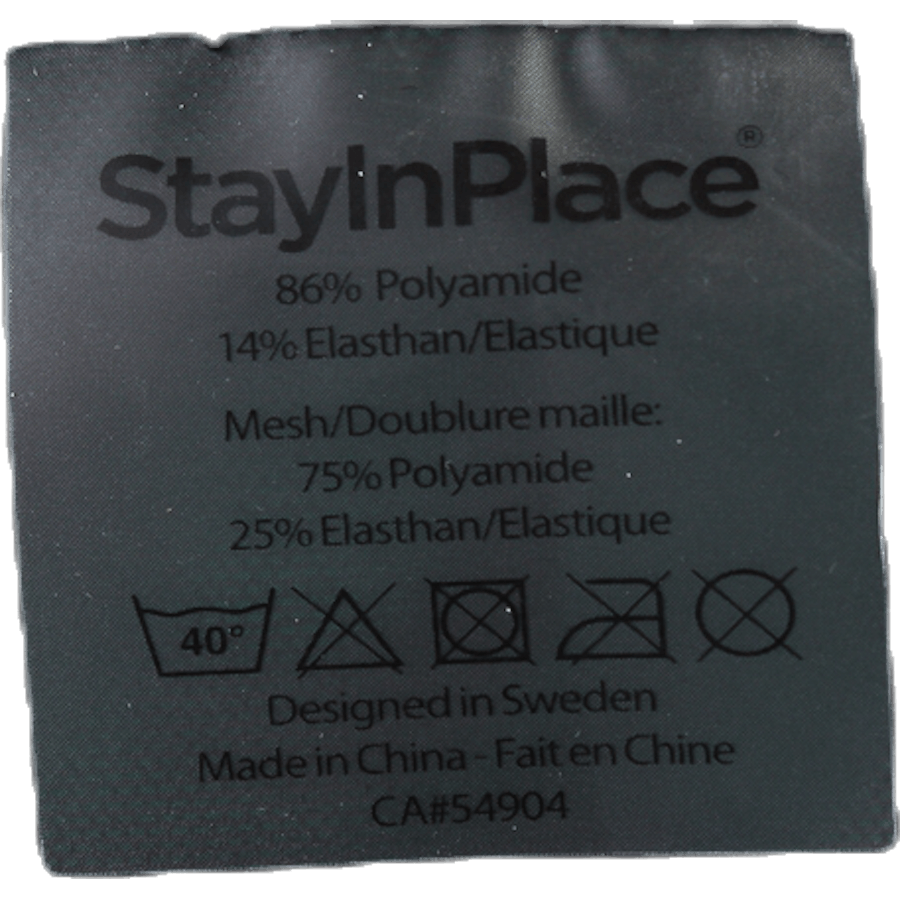 StayInPlace®
86% Polyamide
14% Elasthan/Elastique
Mesh/Doublure maille:
75% Polyamide
25% Elasthan/Elastique
40°
Designed in Sweden
Made in China - Fait en Chine
CA#54904